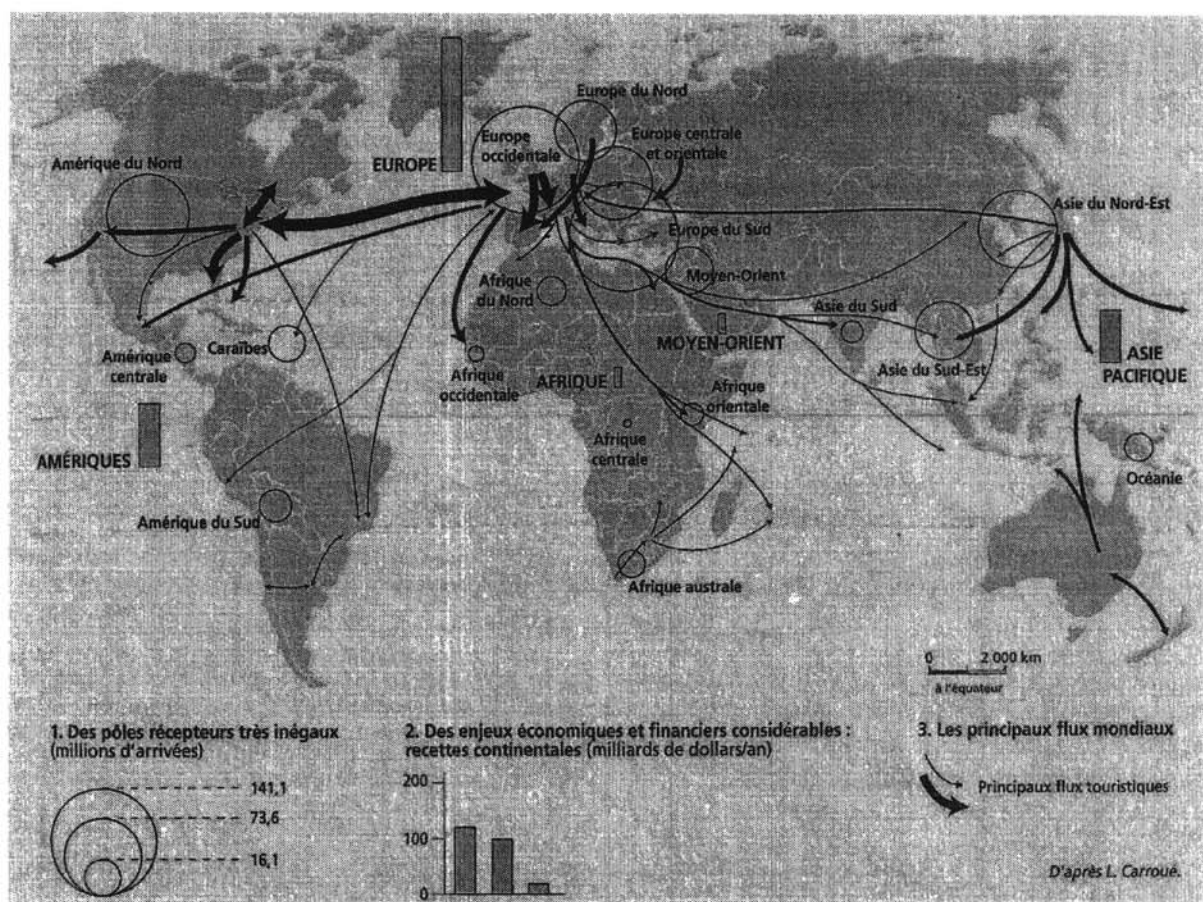 Europe du Nord
Europe
occidentale
Europe centrale
et orientale
EUROPE
Amérique du Nord
Asie du Nord-Est
Europe du Sud
Moyen-Orient
Afrique
du Nord
Asie du Sud
MOYEN-ORIENT
Caraïbes
Amérique
centrale
Afrique
occidentale
AFRIQUE
Afrique
orientale
Asie du Sud-Est
ASIE
PACIFIQUE
AMÉRIQUES
Afrique
centrale
Océanie
Amérique du Sud
Afrique australe
0 2 000 km
à l'équateur
1. Des pôles récepteurs très inégaux
(millions d'arrivées)
141,1
73,6
16,1
2. Des enjeux économiques et financiers considérables :
recettes continentales (milliards de dollars/an)
200
100
0
3. Les principaux flux mondiaux
Principaux flux touristiques
D'après L. Carroué.